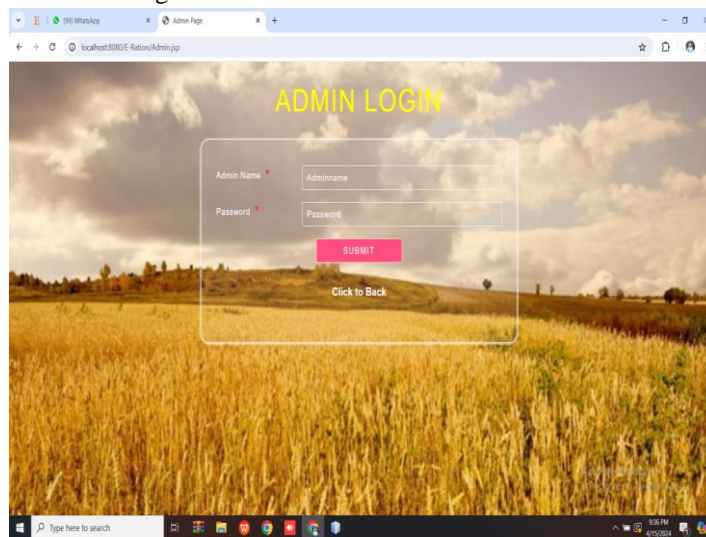 (99) WhatsApp
Admin Page
localhost:8080/E-Ration/Admin.jsp
ADMIN LOGIN
Admin Name *
Adminname
Password *
Password
SUBMIT
Click to Back
Type here to search
9:36 PM
4/15/2024